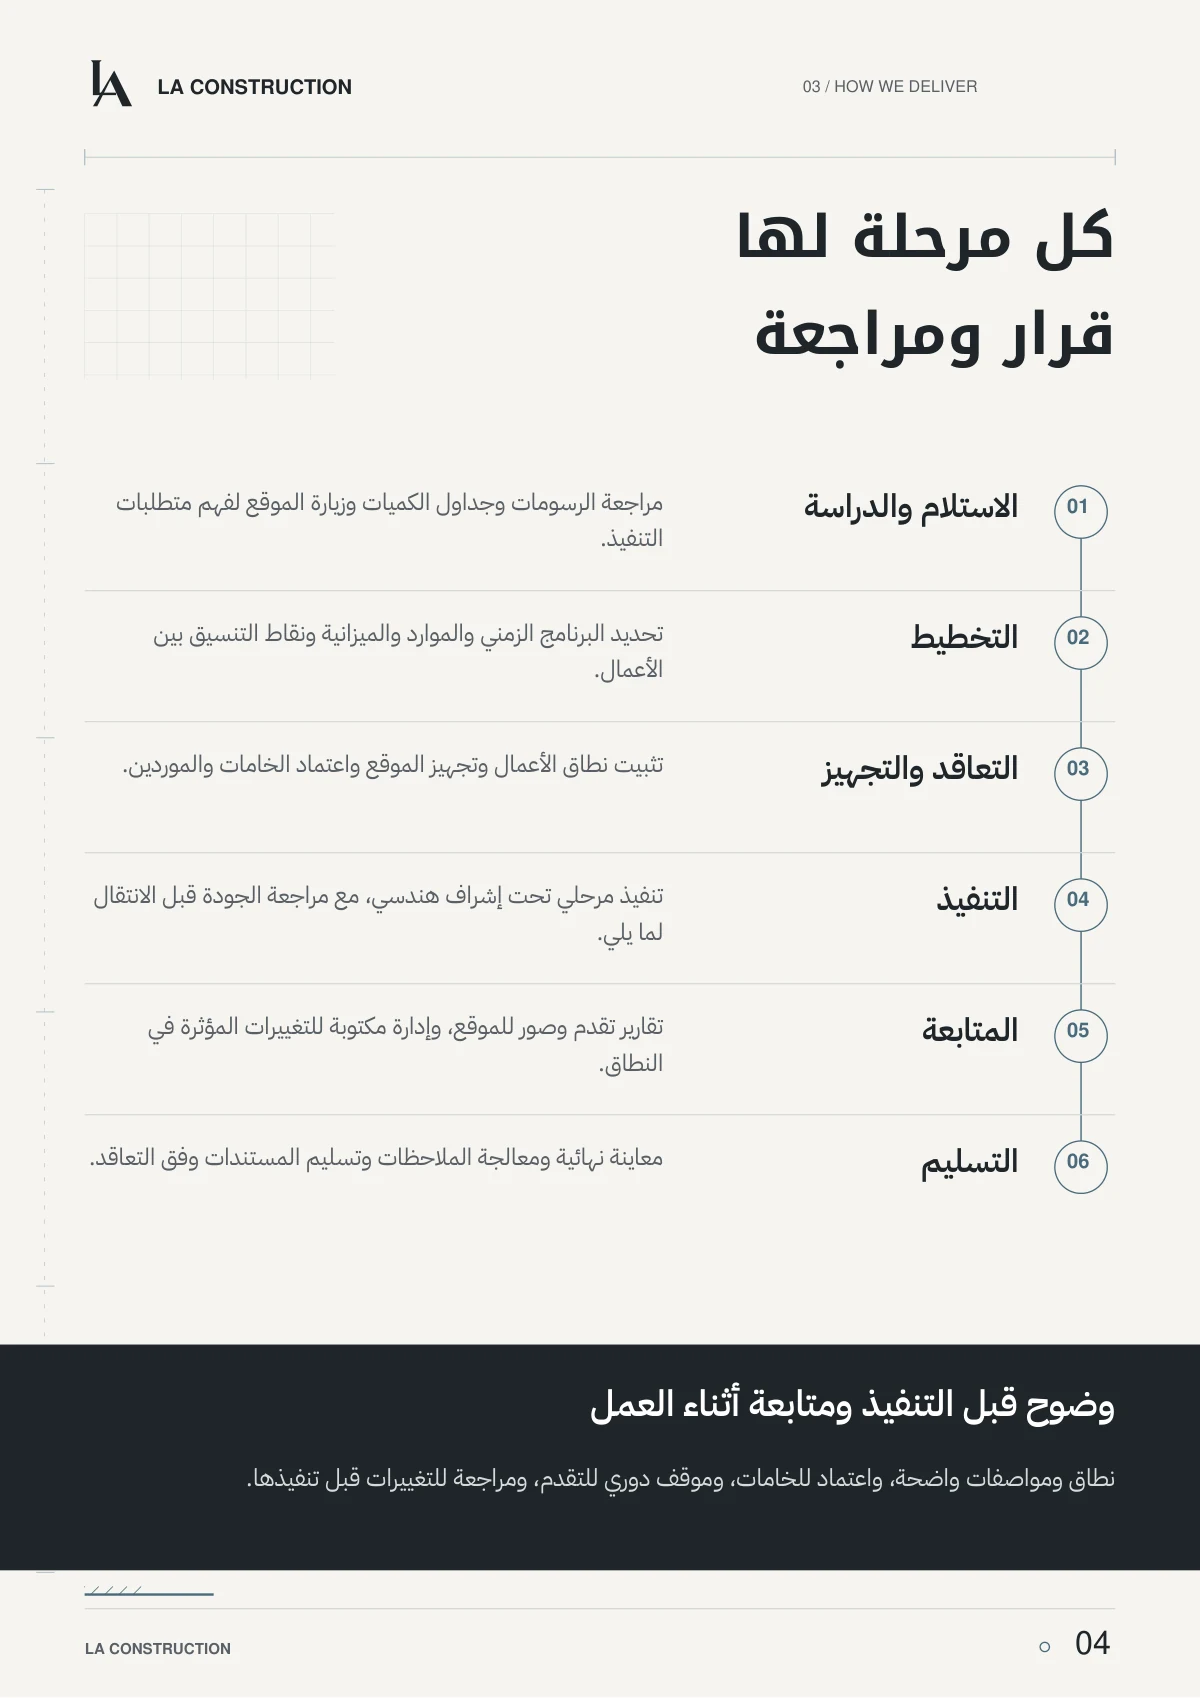 LA CONSTRUCTION
03 / HOW WE DELIVER
كل مرحلة لها
قرار ومراجعة
01
الاستلام والدراسة
مراجعة الرسومات وجداول الكميات وزيارة الموقع لفهم متطلبات
التنفيذ.
02
التخطيط
تحديد البرنامج الزمني والموارد والميزانية ونقاط التنسيق بين
الأعمال.
03
التعاقد والتجهيز
تثبيت نطاق الأعمال وتجهيز الموقع واعتماد الخامات والموردين.
04
التنفيذ
تنفيذ مرحلي تحت إشراف هندسي، مع مراجعة الجودة قبل الانتقال
لما يلي.
05
المتابعة
تقارير تقدم وصور للموقع، وإدارة مكتوبة للتغييرات المؤثرة في
النطاق.
06
التسليم
معاينة نهائية ومعالجة الملاحظات وتسليم المستندات وفق التعاقد.
وضوح قبل التنفيذ ومتابعة أثناء العمل
نطاق ومواصفات واضحة، واعتماد للخامات، وموقف دوري للتقدم، ومراجعة للتغييرات قبل تنفيذها.
LA CONSTRUCTION
04